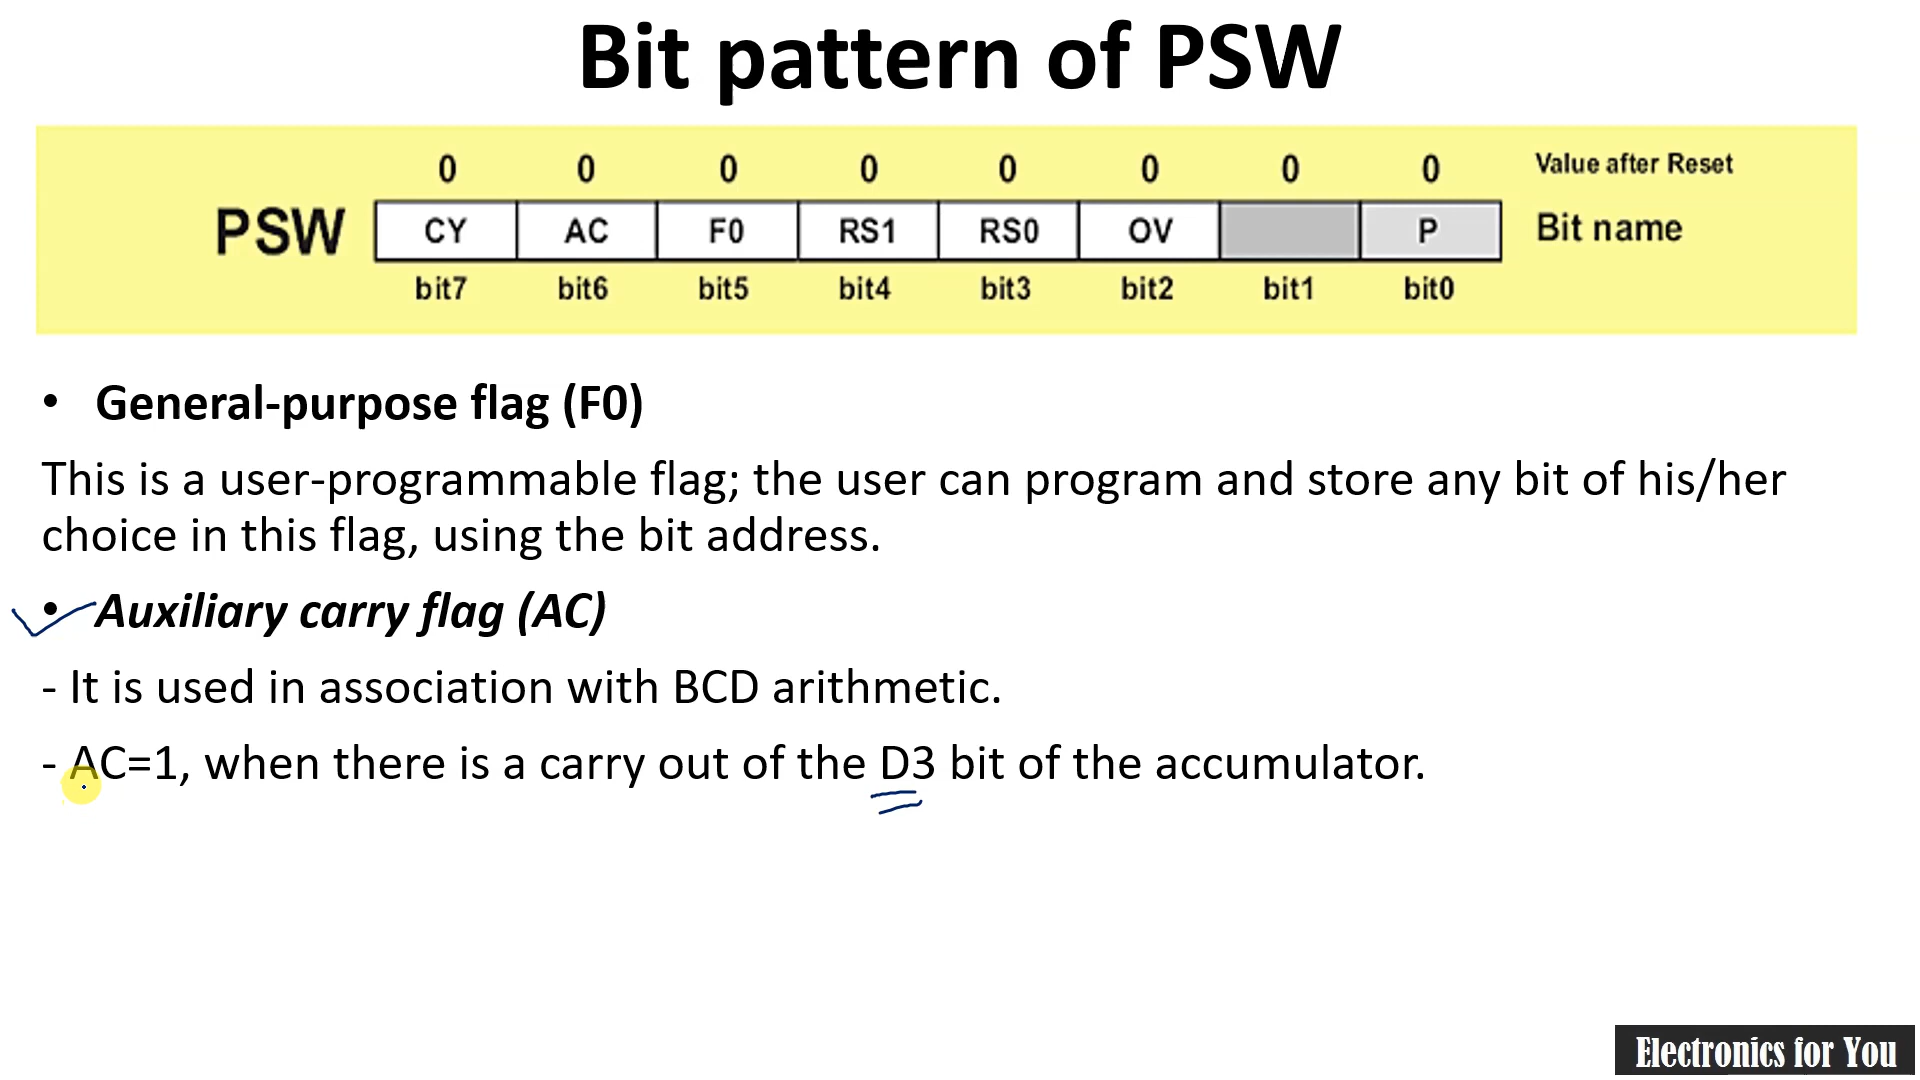 Bit pattern of PSW
0 0 0 0 0 0 0 0 Value after Reset
PSW CY AC F0 RS1 RS0 OV P Bit name
bit7 bit6 bit5 bit4 bit3 bit2 bit1 bit0
• General-purpose flag (F0)
This is a user-programmable flag; the user can program and store any bit of his/her
choice in this flag, using the bit address.
• Auxiliary carry flag (AC)
- It is used in association with BCD arithmetic.
- AC=1, when there is a carry out of the D3 bit of the accumulator.
Electronics for You